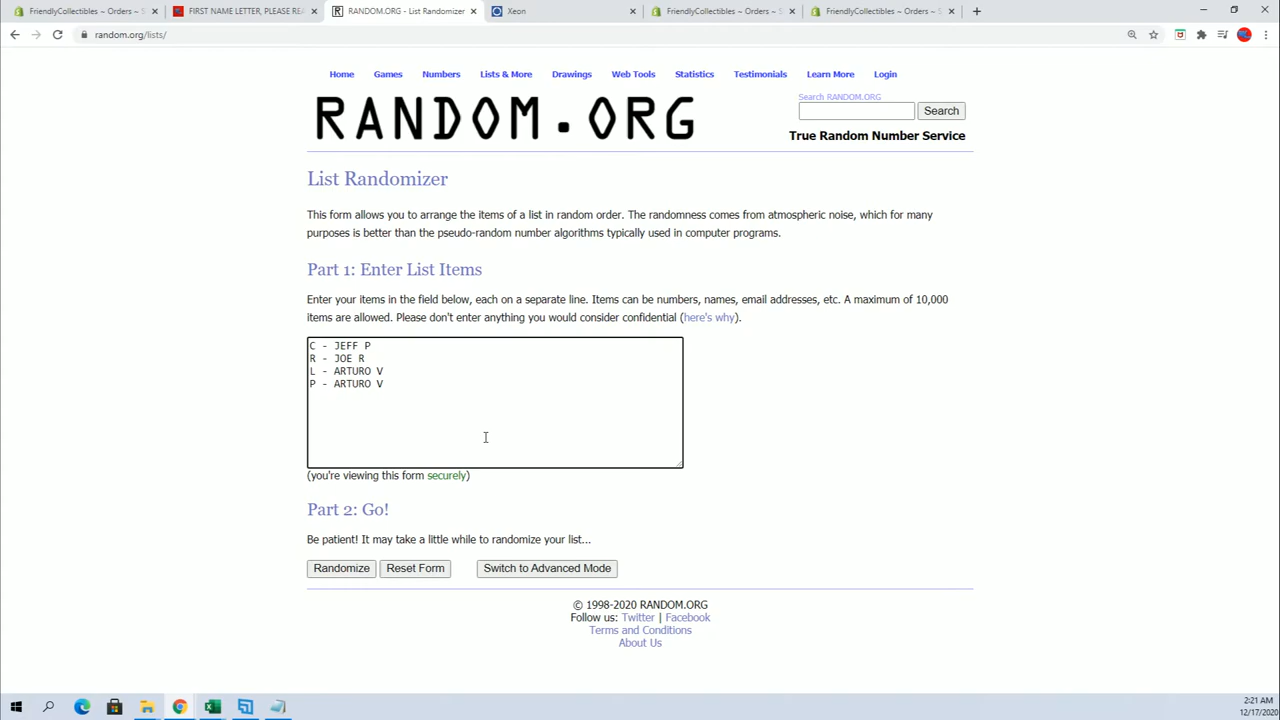 FriendlyCollectibles ~ Orders ~ S
FIRST NAME LETTER, PLEASE REA
RANDOM.ORG - List Randomizer
Xeon
FriendlyCollectibles ~ Orders ~ S
FriendlyCollectibles ~ Orders ~ S
random.org/lists/
Home Games Numbers Lists & More Drawings Web Tools Statistics Testimonials Learn More Login
RANDOM.ORG
Search RANDOM.ORG
Search
True Random Number Service
List Randomizer
This form allows you to arrange the items of a list in random order. The randomness comes from atmospheric noise, which for many
purposes is better than the pseudo-random number algorithms typically used in computer programs.
Part 1: Enter List Items
Enter your items in the field below, each on a separate line. Items can be numbers, names, email addresses, etc. A maximum of 10,000
items are allowed. Please don't enter anything you would consider confidential (here's why).
C - JEFF P
R - JOE R
L - ARTURO V
P - ARTURO V
(you're viewing this form securely)
Part 2: Go!
Be patient! It may take a little while to randomize your list...
Randomize Reset Form Switch to Advanced Mode
© 1998-2020 RANDOM.ORG
Follow us: Twitter | Facebook
Terms and Conditions
About Us
2:21 AM
12/17/2020